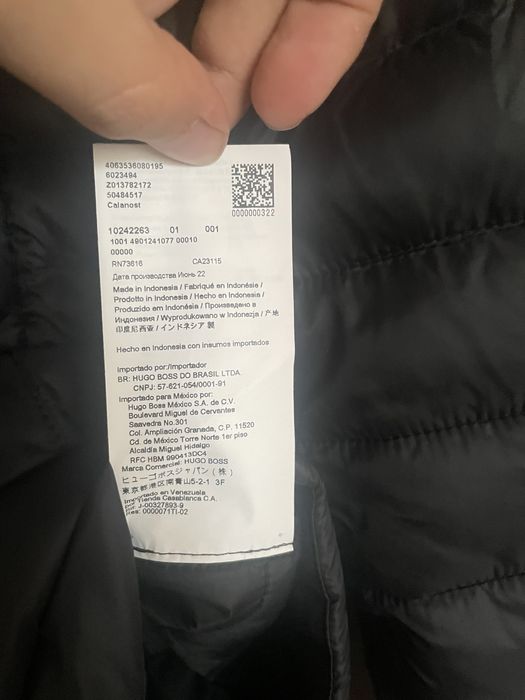 4063536080195
6023494
Z013782172
50484517
Calanost
0000000322
10242263 01 001
1001 4901241077 00010
00000
RN73616 CA23115
Дата производства Июнь 22
Made in Indonesia / Fabriqué en Indonésie /
Prodotto in Indonesia / Hecho en Indonesia /
Produzido em Indonésia / Произведено в
Индонезия / Wyprodukowano w Indonezja / 产地
印度尼西亚 / インドネシア 製
Hecho en Indonesia con insumos importados
Importado por:/Importador
BR: HUGO BOSS DO BRASIL LTDA.
CNPJ: 57-621-054/0001-91
Importado para México por:
Hugo Boss México S.A. de C.V.
Boulevard Miguel de Cervantes
Saavedra No.301
Col. Ampliación Granada, C.P. 11520
Cd. de México Torre Norte 1er piso
Alcaldía Miguel Hidalgo
RFC HBM 990413DC4
Marca Comercial: HUGO BOSS
ヒューゴボスジャパン(株)
東京都港区南青山5-2-1 3F
Importado en Venezuela
por Tienda Casablanca C.A.
J-00327893-9
Res: 0000071TI-02